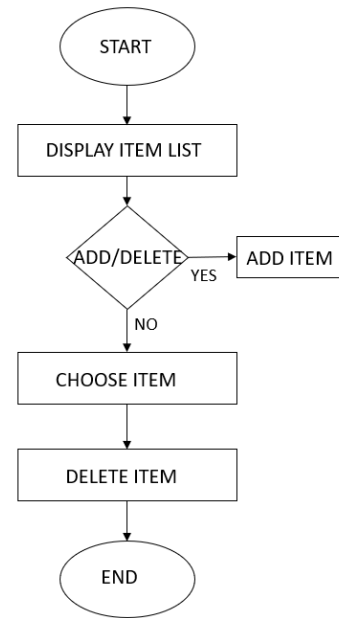 START
DISPLAY ITEM LIST
ADD/DELETE
YES
ADD ITEM
NO
CHOOSE ITEM
DELETE ITEM
END